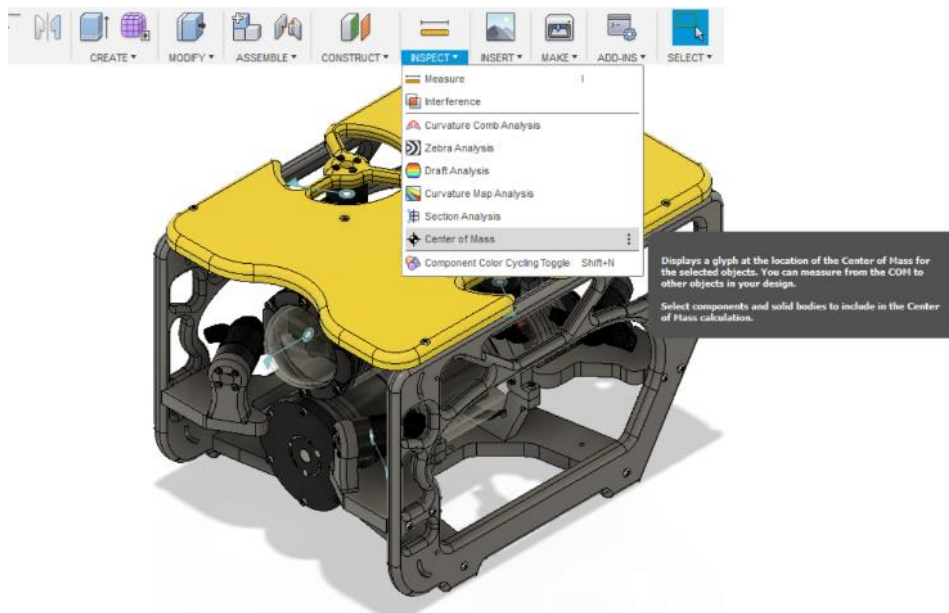 CREATE ▾ MODIFY ▾ ASSEMBLE ▾ CONSTRUCT ▾ INSPECT ▾ INSERT ▾ MAKE ▾ ADD-INS ▾ SELECT ▾
Measure I
Interference
Curvature Comb Analysis
Zebra Analysis
Draft Analysis
Curvature Map Analysis
Section Analysis
Center of Mass
Component Color Cycling Toggle Shift+N
Displays a glyph at the location of the Center of Mass for
the selected objects. You can measure from the COM to
other objects in your design.
Select components and solid bodies to include in the Center
of Mass calculation.